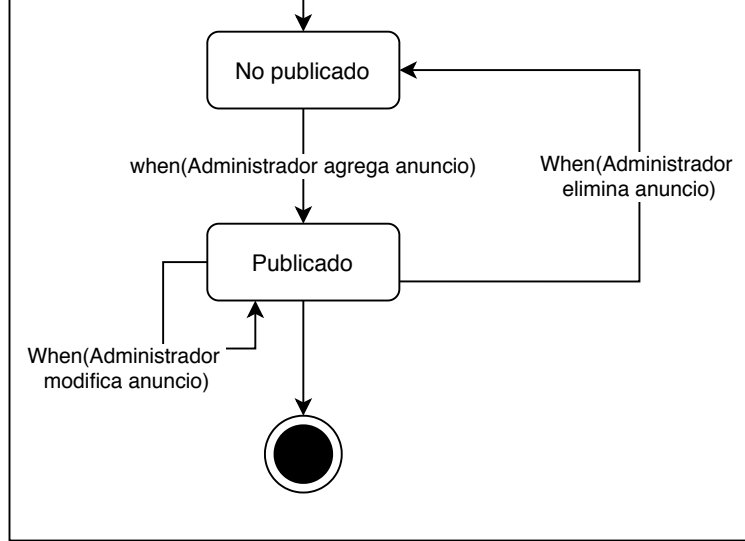 No publicado
when(Administrador agrega anuncio)
When(Administrador
elimina anuncio)
Publicado
When(Administrador
modifica anuncio)